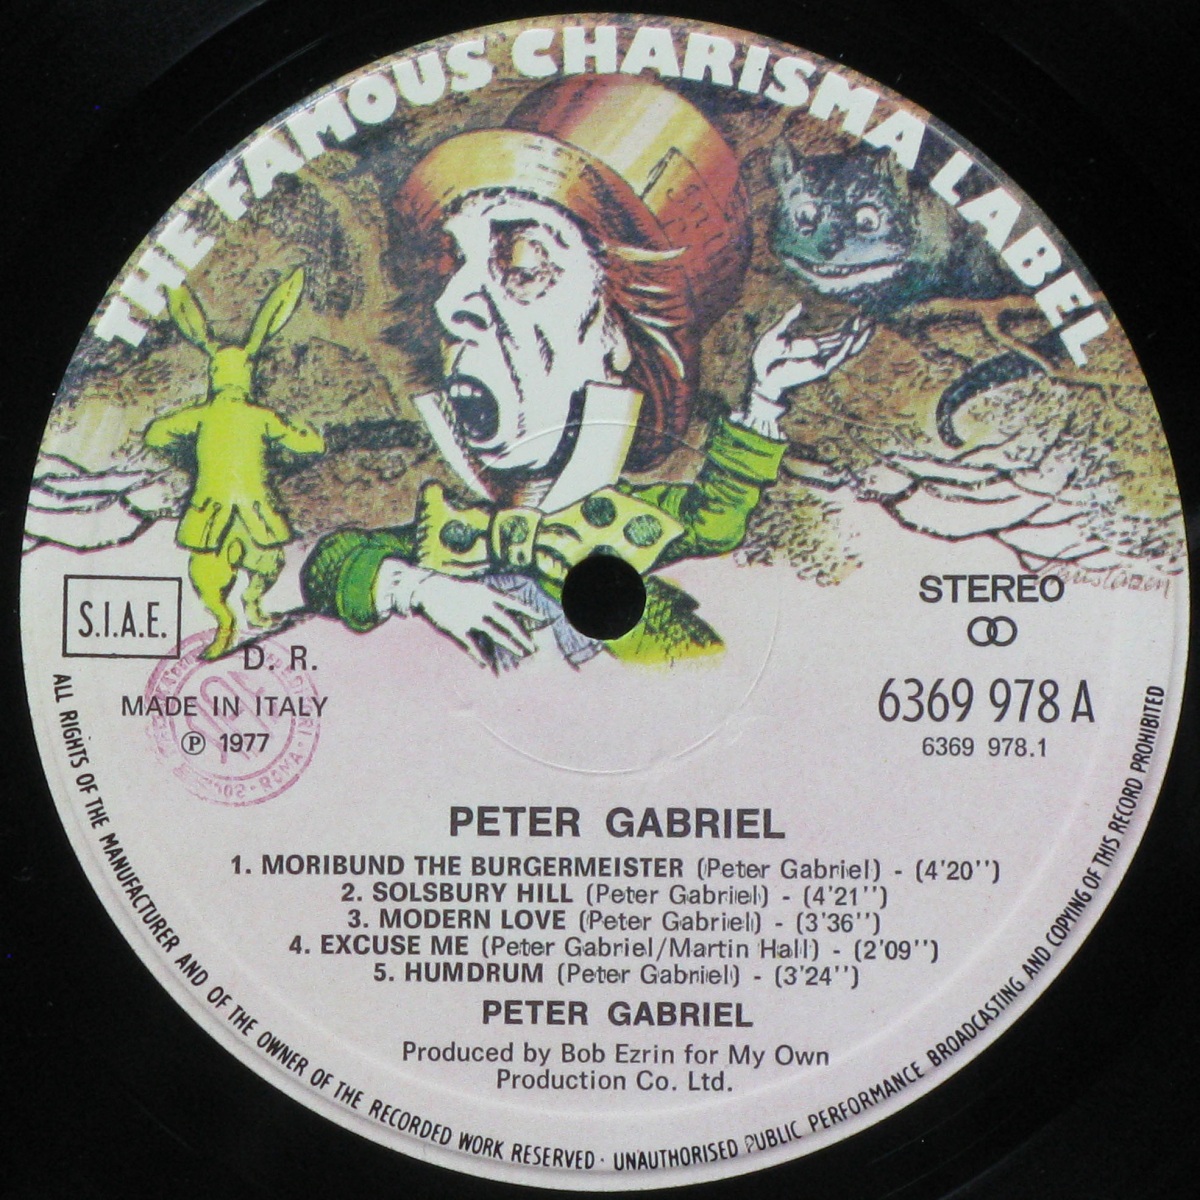 THE FAMOUS CHARISMA LABEL
S.I.A.E.
D. R.
MADE IN ITALY
℗ 1977
STEREO
6369 978 A
6369 978.1
PETER GABRIEL
1. MORIBUND THE BURGERMEISTER (Peter Gabriel) - (4'20'')
2. SOLSBURY HILL (Peter Gabriel) - (4'21'')
3. MODERN LOVE (Peter Gabriel) - (3'36'')
4. EXCUSE ME (Peter Gabriel/Martin Hall) - (2'09'')
5. HUMDRUM (Peter Gabriel) - (3'24'')
PETER GABRIEL
Produced by Bob Ezrin for My Own
Production Co. Ltd.
ALL RIGHTS OF THE MANUFACTURER AND OF THE OWNER OF THE RECORDED WORK RESERVED · UNAUTHORISED PUBLIC PERFORMANCE BROADCASTING AND COPYING OF THIS RECORD PROHIBITED
ROMA